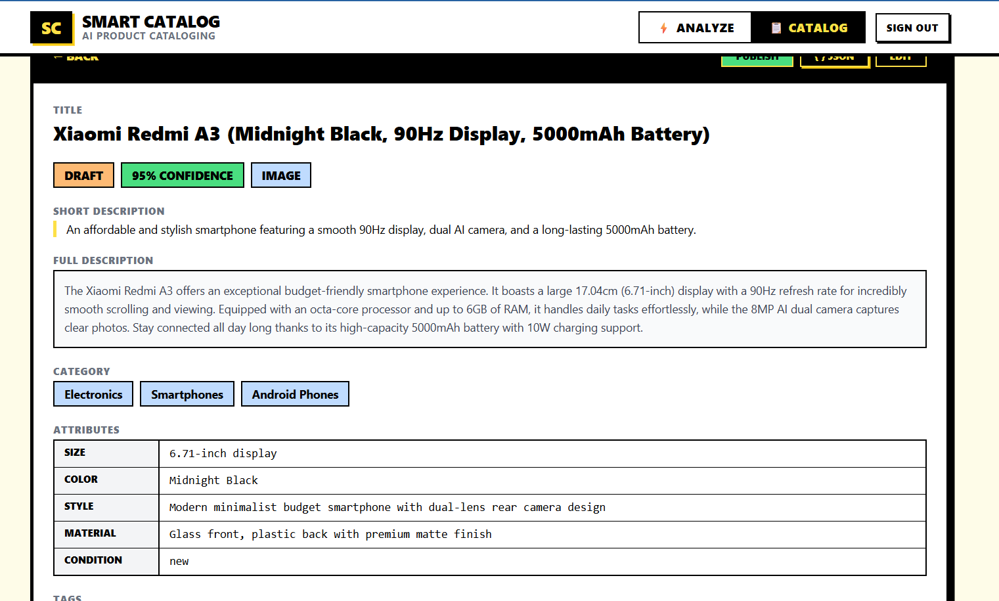 SC
SMART CATALOG
AI PRODUCT CATALOGING
ANALYZE
CATALOG
SIGN OUT
← BACK
PUBLISH
{ } JSON
EDIT
TITLE
Xiaomi Redmi A3 (Midnight Black, 90Hz Display, 5000mAh Battery)
DRAFT
95% CONFIDENCE
IMAGE
SHORT DESCRIPTION
An affordable and stylish smartphone featuring a smooth 90Hz display, dual AI camera, and a long-lasting 5000mAh battery.
FULL DESCRIPTION
The Xiaomi Redmi A3 offers an exceptional budget-friendly smartphone experience. It boasts a large 17.04cm (6.71-inch) display with a 90Hz refresh rate for incredibly
smooth scrolling and viewing. Equipped with an octa-core processor and up to 6GB of RAM, it handles daily tasks effortlessly, while the 8MP AI dual camera captures
clear photos. Stay connected all day long thanks to its high-capacity 5000mAh battery with 10W charging support.
CATEGORY
Electronics
Smartphones
Android Phones
ATTRIBUTES
SIZE
6.71-inch display
COLOR
Midnight Black
STYLE
Modern minimalist budget smartphone with dual-lens rear camera design
MATERIAL
Glass front, plastic back with premium matte finish
CONDITION
new
TAGS